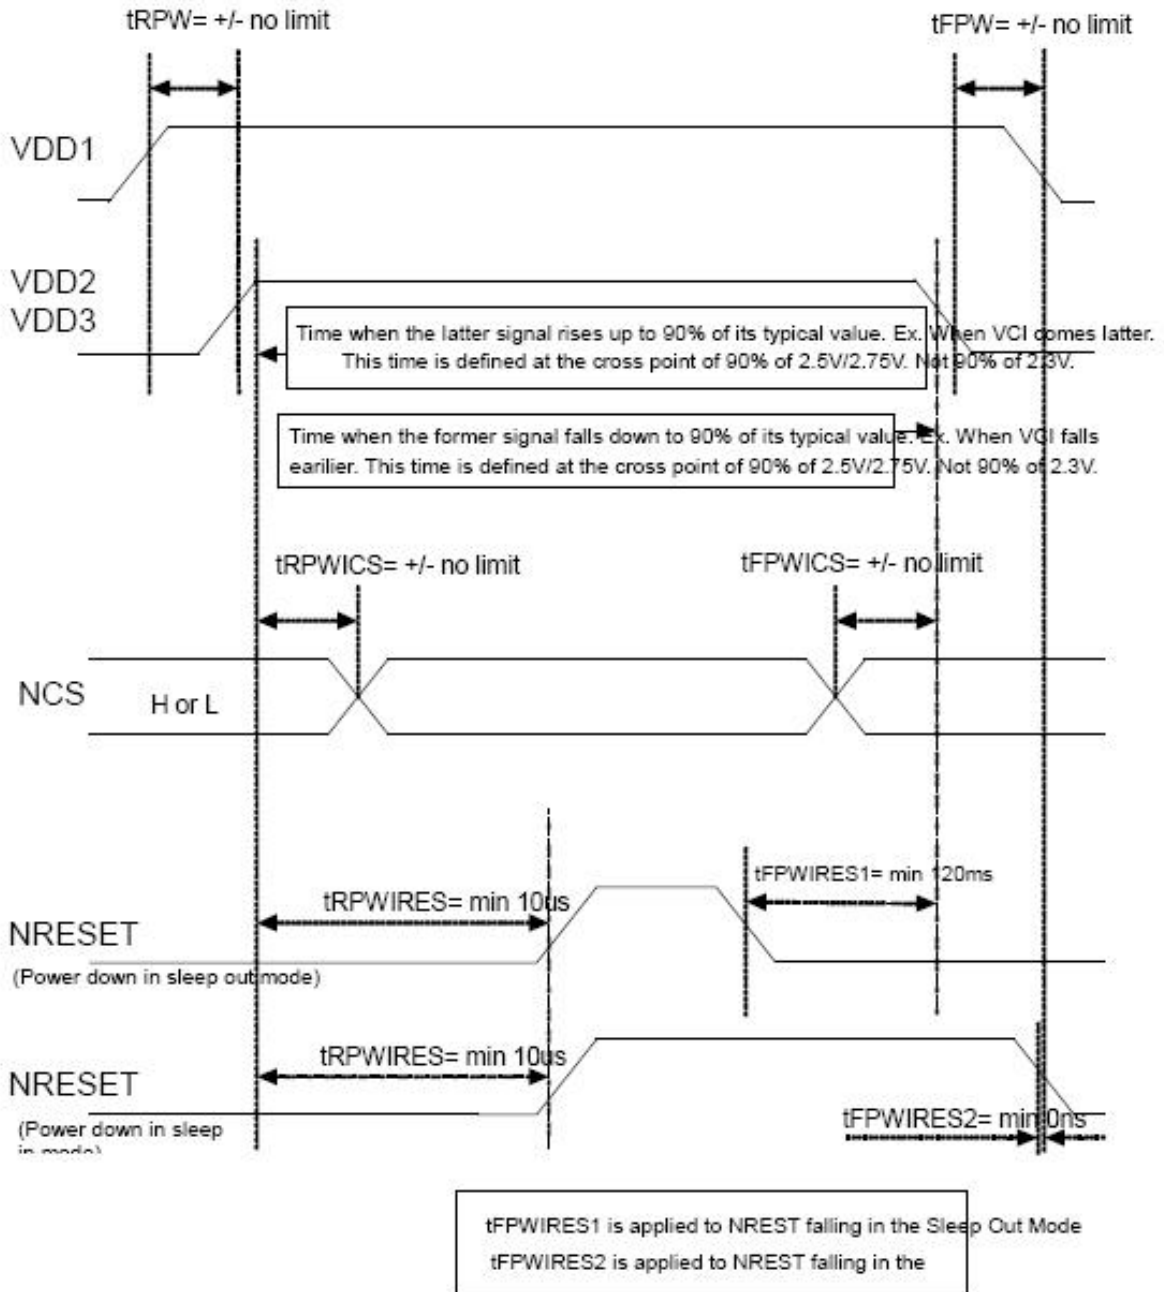 tRPW= +/- no limit
tFPW= +/- no limit
VDD1
VDD2
VDD3
Time when the latter signal rises up to 90% of its typical value. Ex. When VCI comes latter.
This time is defined at the cross point of 90% of 2.5V/2.75V. Not 90% of 2.3V.
Time when the former signal falls down to 90% of its typical value. Ex. When VCI falls
earilier. This time is defined at the cross point of 90% of 2.5V/2.75V. Not 90% of 2.3V.
tRPWICS= +/- no limit
tFPWICS= +/- no limit
NCS
H or L
tFPWIRES1= min 120ms
tRPWIRES= min 10us
NRESET
(Power down in sleep out mode)
tRPWIRES= min 10us
NRESET
tFPWIRES2= min 0ns
(Power down in sleep
in mode)
tFPWIRES1 is applied to NREST falling in the Sleep Out Mode
tFPWIRES2 is applied to NREST falling in the